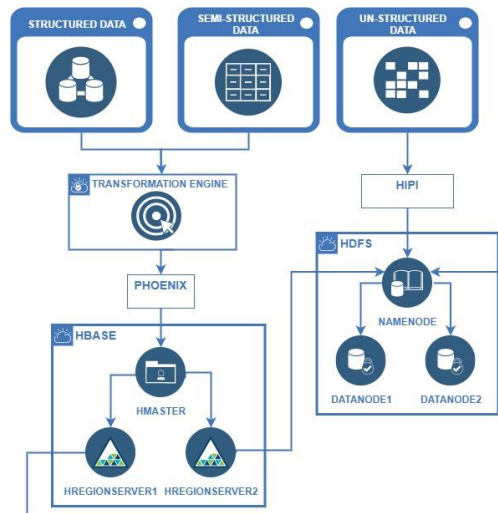 STRUCTURED DATA
SEMI-STRUCTURED
DATA
UN-STRUCTURED
DATA
TRANSFORMATION ENGINE
HIPI
PHOENIX
HDFS
NAMENODE
HBASE
HMASTER
DATANODE1
DATANODE2
HREGIONSERVER1
HREGIONSERVER2